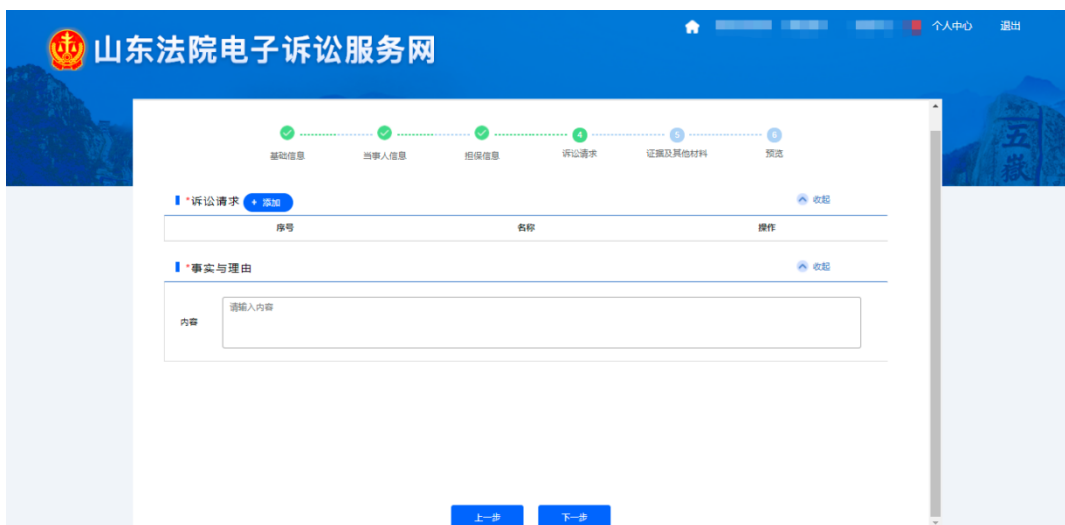 个人中心 退出
山东法院电子诉讼服务网
五嶽
4 5 6
基础信息 当事人信息 担保信息 诉讼请求 证据及其他材料 预览
*诉讼请求 + 添加 收起
序号 名称 操作
*事实与理由 收起
内容 请输入内容
上一步 下一步